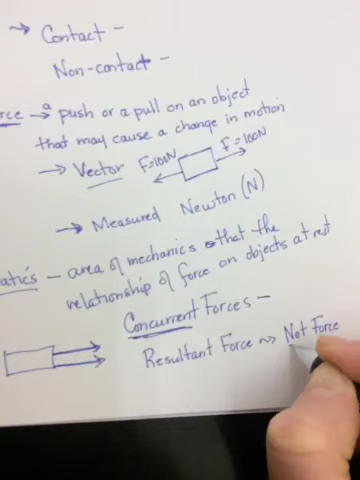 → Contact -
Non-contact -
rce → a push or a pull on an object
that may cause a change in motion
→ Vector F=100N F=100N
→ Measured Newton (N)
atics - area of mechanics that the
relationship of force on objects at rest
Concurrent Forces -
Resultant Force ~> Net Force